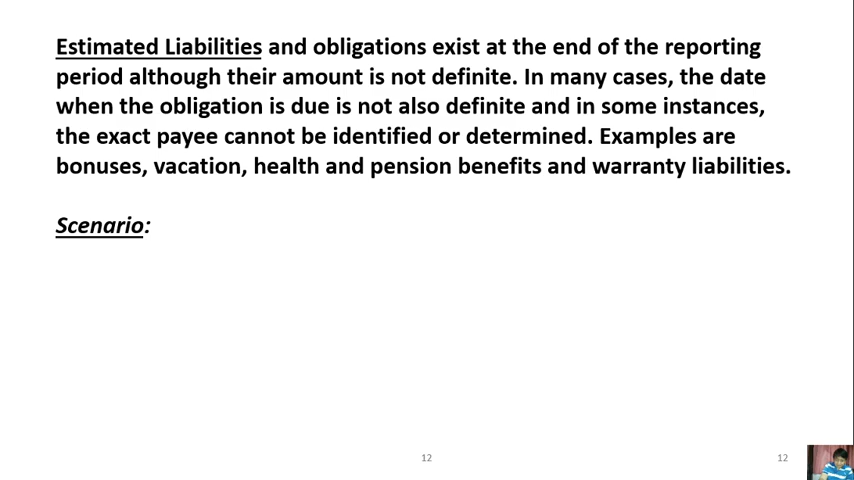 Estimated Liabilities and obligations exist at the end of the reporting
period although their amount is not definite. In many cases, the date
when the obligation is due is not also definite and in some instances,
the exact payee cannot be identified or determined. Examples are
bonuses, vacation, health and pension benefits and warranty liabilities.
Scenario:
12
12